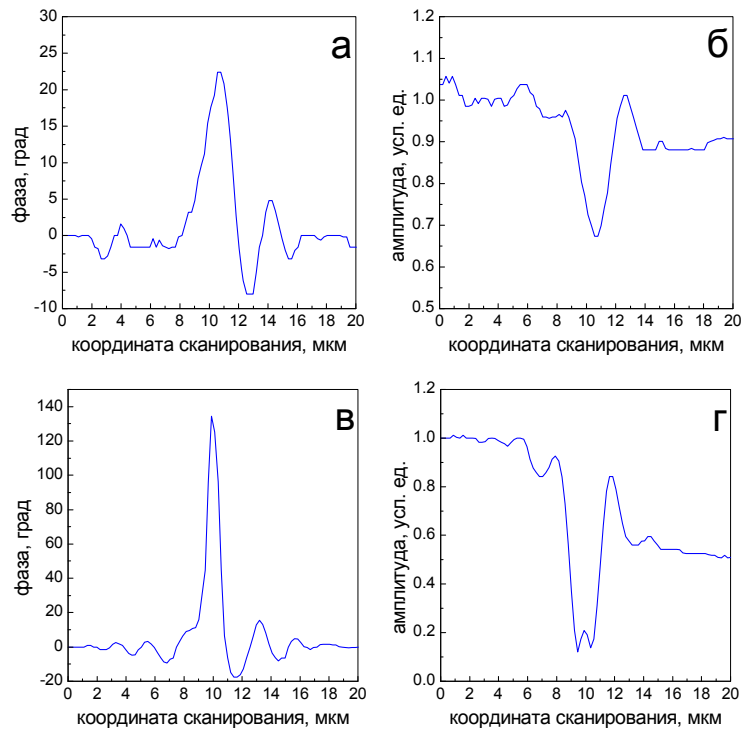 а
30
25
20
15
10
5
0
-5
-10
фаза, град
0 2 4 6 8 10 12 14 16 18 20
координата сканирования, мкм
б
1.2
1.1
1.0
0.9
0.8
0.7
0.6
0.5
амплитуда, усл. ед.
0 2 4 6 8 10 12 14 16 18 20
координата сканирования, мкм
в
140
120
100
80
60
40
20
0
-20
фаза, град
0 2 4 6 8 10 12 14 16 18 20
координата сканирования, мкм
г
1.2
1.0
0.8
0.6
0.4
0.2
0.0
амплитуда, усл. ед.
0 2 4 6 8 10 12 14 16 18 20
координата сканирования, мкм